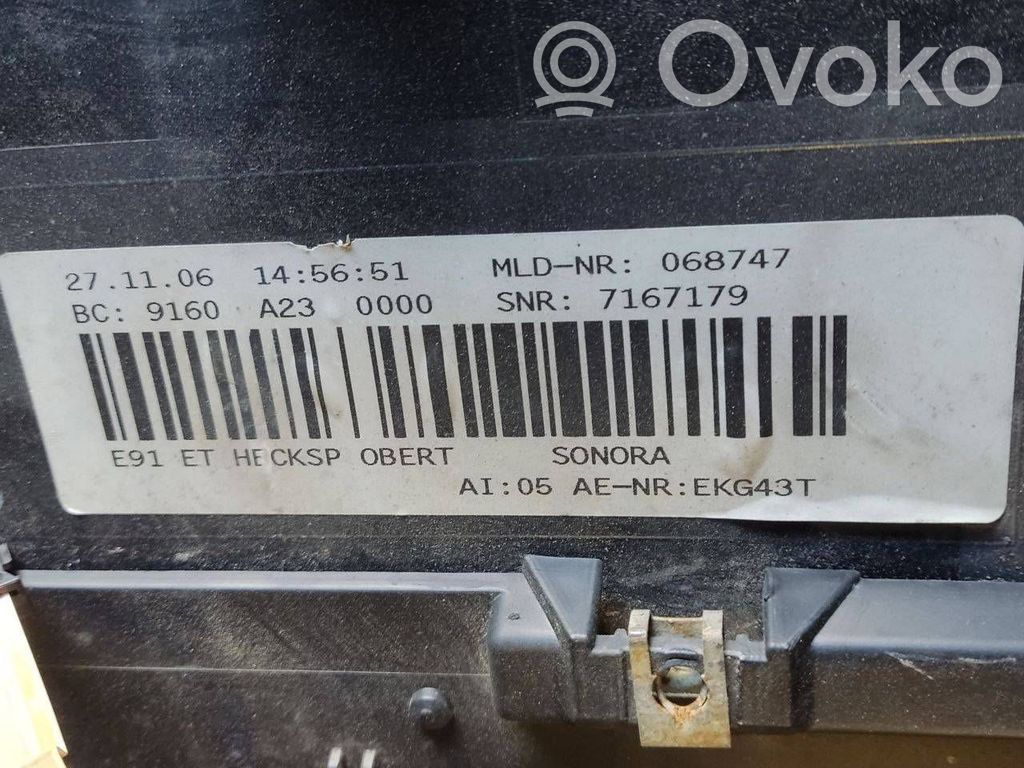 Ovoko
27.11.06 14:56:51 MLD-NR: 068747
BC: 9160 A23 0000 SNR: 7167179
E91 ET HECKSP OBERT SONORA
AI:05 AE-NR:EKG43T